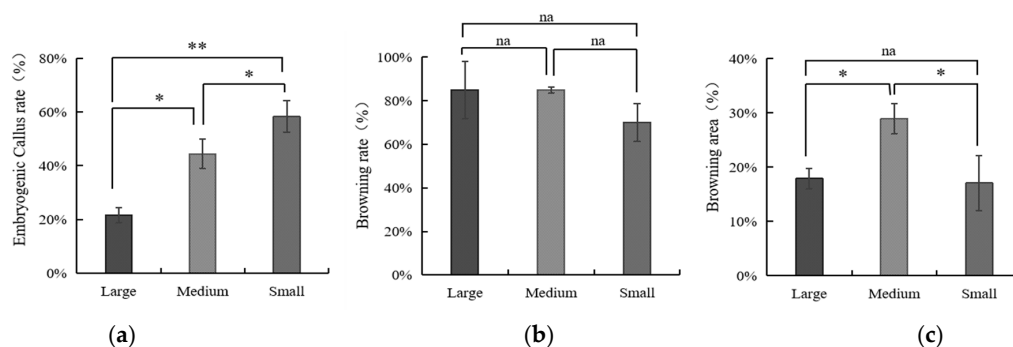 Embryogenic Callus rate (%)
80%
60%
40%
20%
0%
**
*
*
Large Medium Small
(a)
Browning rate (%)
100%
80%
60%
40%
20%
0%
na
na
na
Large Medium Small
(b)
Browning area (%)
40%
30%
20%
10%
0%
na
*
*
Large Medium Small
(c)